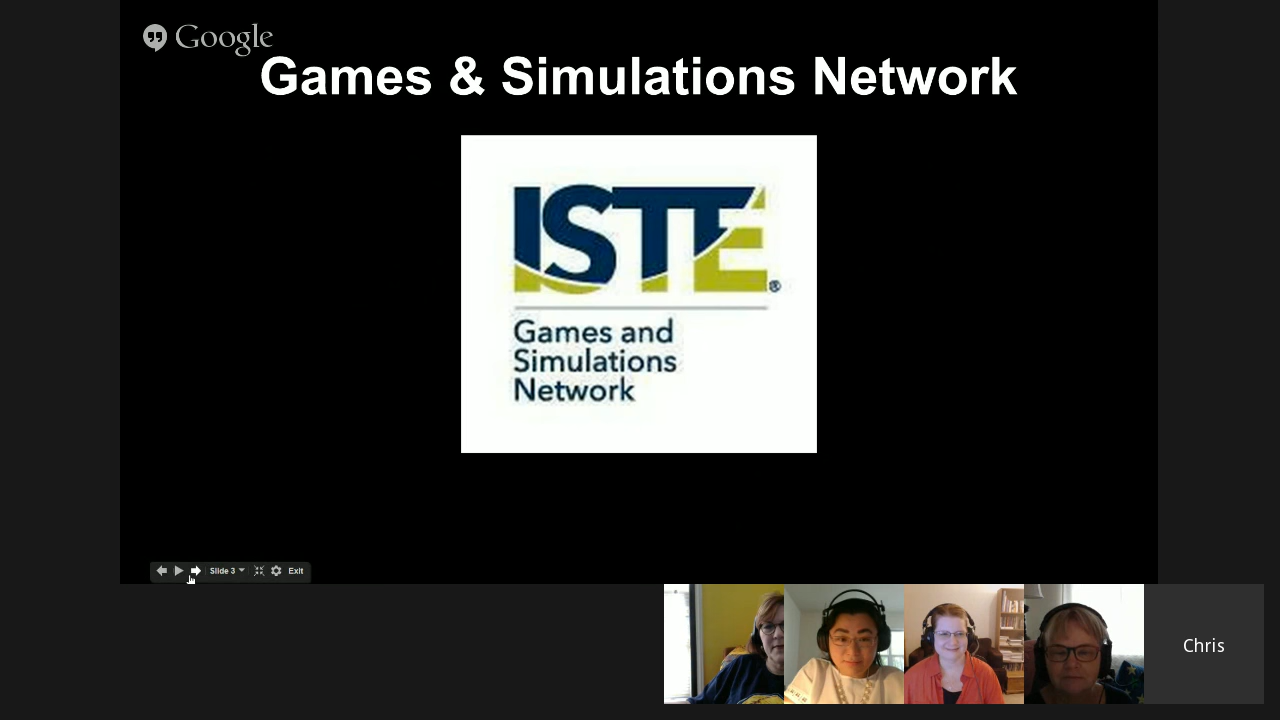 Google
Games & Simulations Network
ISTE®
Games and
Simulations
Network
Slide 3
Exit
Chris